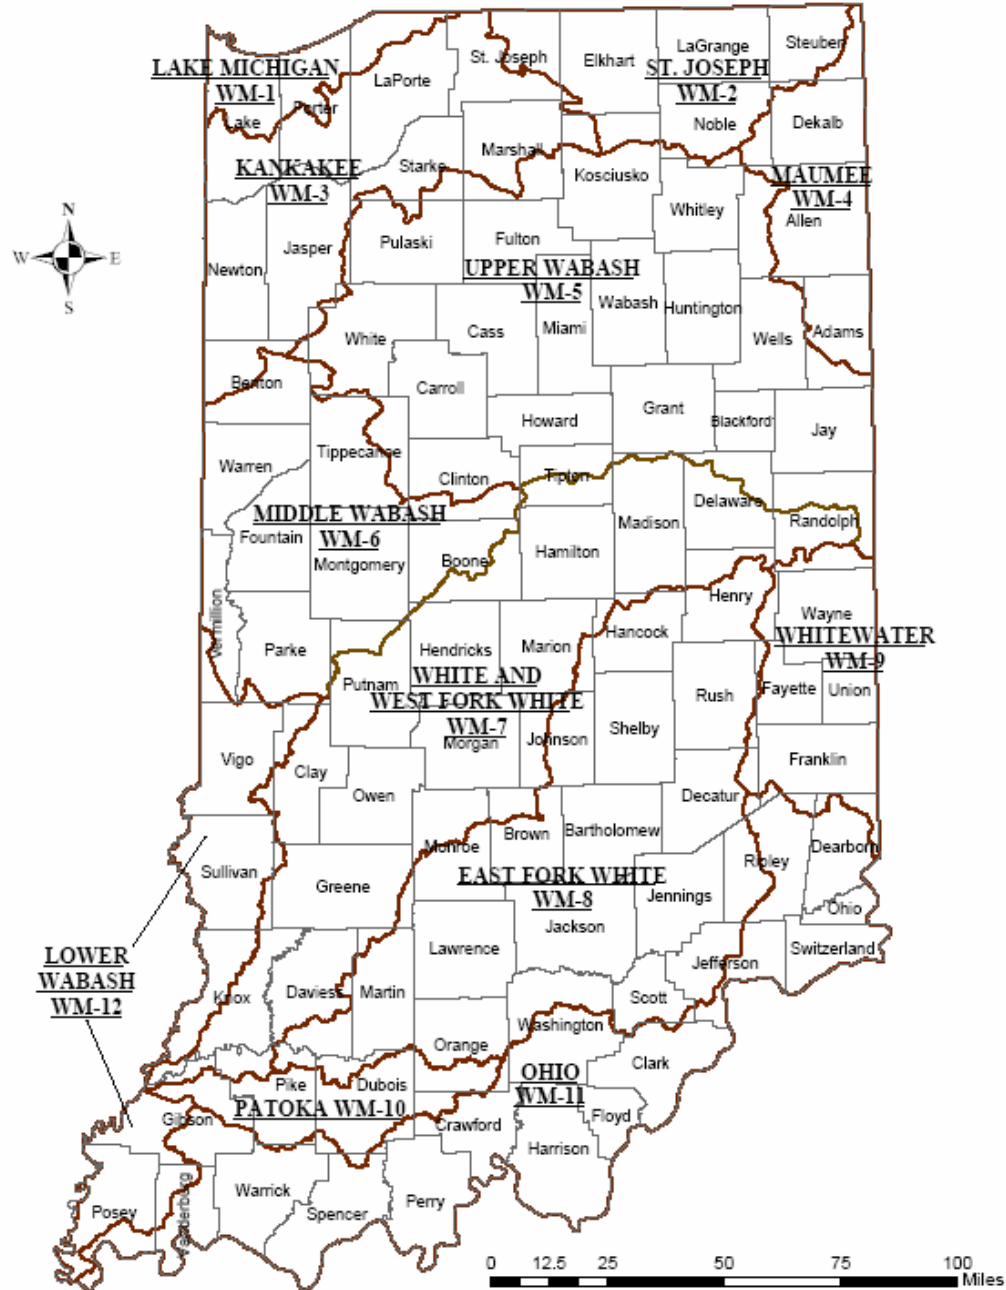 St. Joseph
Elkhart
LaGrange
Steuben
LAKE MICHIGAN
WM-1
LaPorte
ST. JOSEPH
WM-2
Porter
Lake
Noble
Dekalb
Marshall
Starke
KANKAKEE
WM-3
Kosciusko
MAUMEE
WM-4
Whitley
Allen
N
W
E
S
Jasper
Pulaski
Fulton
Newton
UPPER WABASH
WM-5
Wabash
Huntington
White
Cass
Miami
Wells
Adams
Benton
Carroll
Howard
Grant
Blackford
Jay
Tippecanoe
Warren
Clinton
Tipton
Delaware
MIDDLE WABASH
WM-6
Fountain
Montgomery
Boone
Hamilton
Madison
Randolph
Henry
Wayne
Vermillion
Parke
Hendricks
Marion
Hancock
WHITEWATER
WM-9
Putnam
WHITE AND
WEST FORK WHITE
WM-7
Rush
Fayette
Union
Morgan
Johnson
Shelby
Vigo
Clay
Owen
Franklin
Decatur
Monroe
Brown
Bartholomew
Ripley
Dearborn
Sullivan
Greene
EAST FORK WHITE
WM-8
Jennings
Ohio
Jackson
Lawrence
Switzerland
Jefferson
LOWER
WABASH
WM-12
Knox
Daviess
Martin
Scott
Washington
Orange
Clark
Pike
Dubois
OHIO
WM-11
PATOKA WM-10
Gibson
Crawford
Floyd
Harrison
Warrick
Perry
Posey
Vanderburg
Spencer
0 12.5 25 50 75 100
Miles